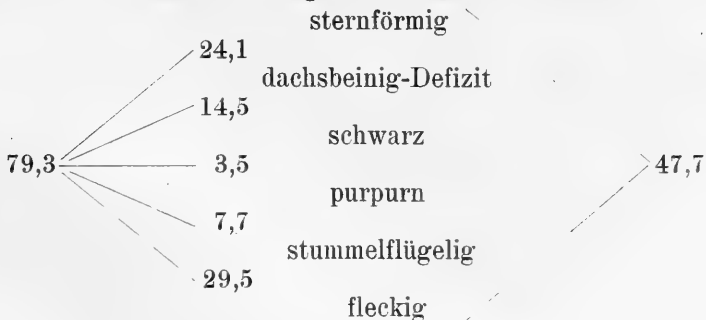 sternförmig
24,1
dachsbeinig-Defizit
14,5
schwarz
79,3 3,5 47,7
purpurn
7,7
stummelflügelig
29,5
fleckig